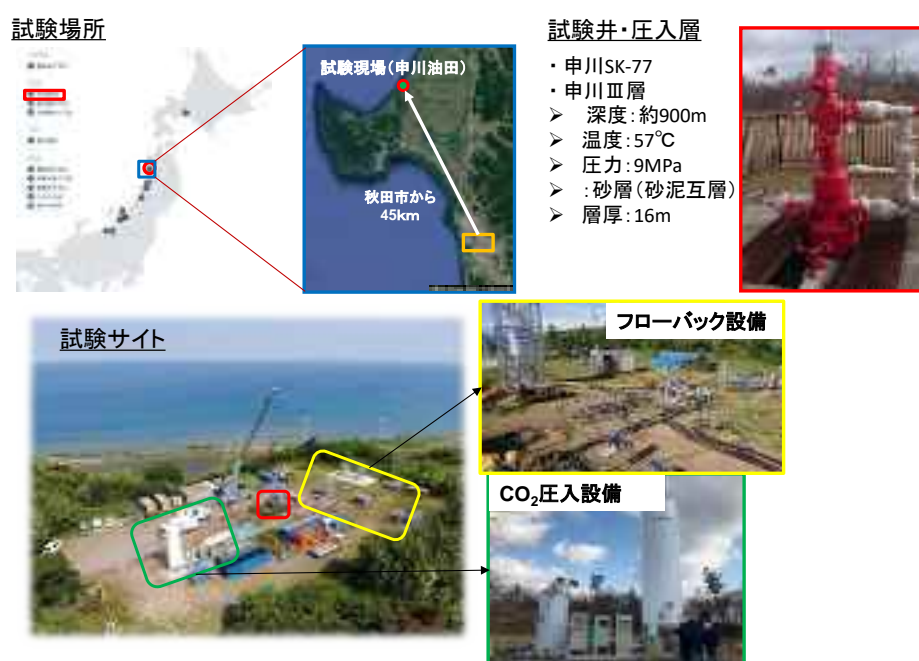 試験場所
試験現場(申川油田)
秋田市から
45km
試験井・圧入層
・申川SK-77
・申川Ⅲ層
➢ 深度:約900m
➢ 温度:57℃
➢ 圧力:9MPa
➢ :砂層(砂泥互層)
➢ 層厚:16m
試験サイト
フローバック設備
CO₂圧入設備